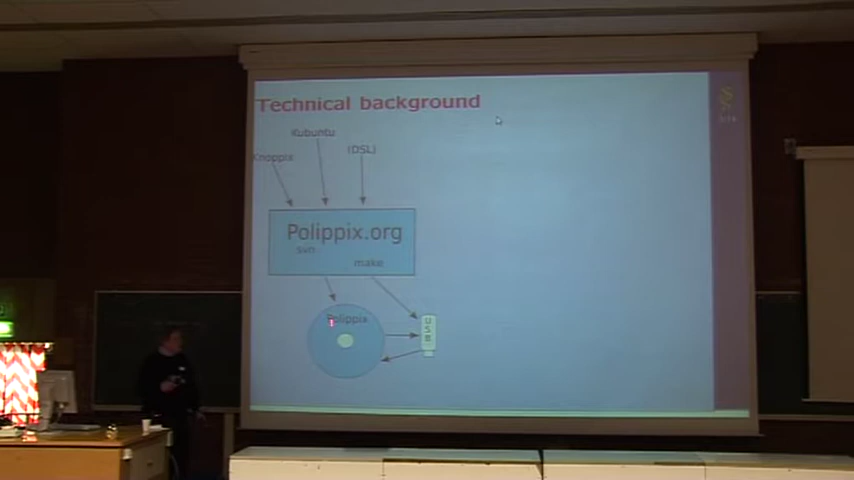 Technical background
Kubuntu
(DSL)
Knoppix
Polippix.org
svn
make
Polippix
USB